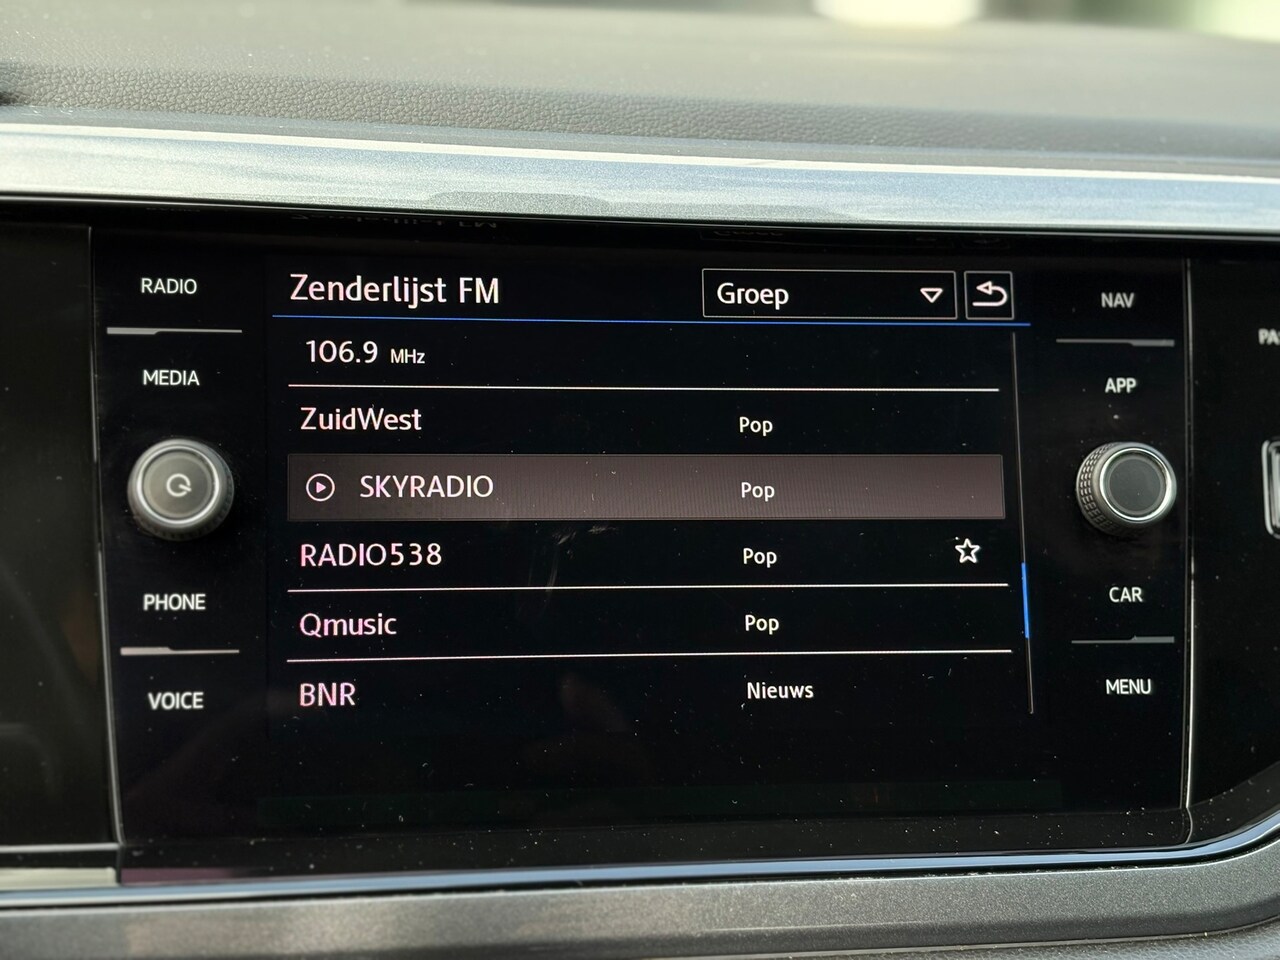 RADIO
MEDIA
PHONE
VOICE
Zenderlijst FM
Groep
106.9 MHz
ZuidWest Pop
SKYRADIO Pop
RADIO538 Pop
Qmusic Pop
BNR Nieuws
NAV
APP
CAR
MENU